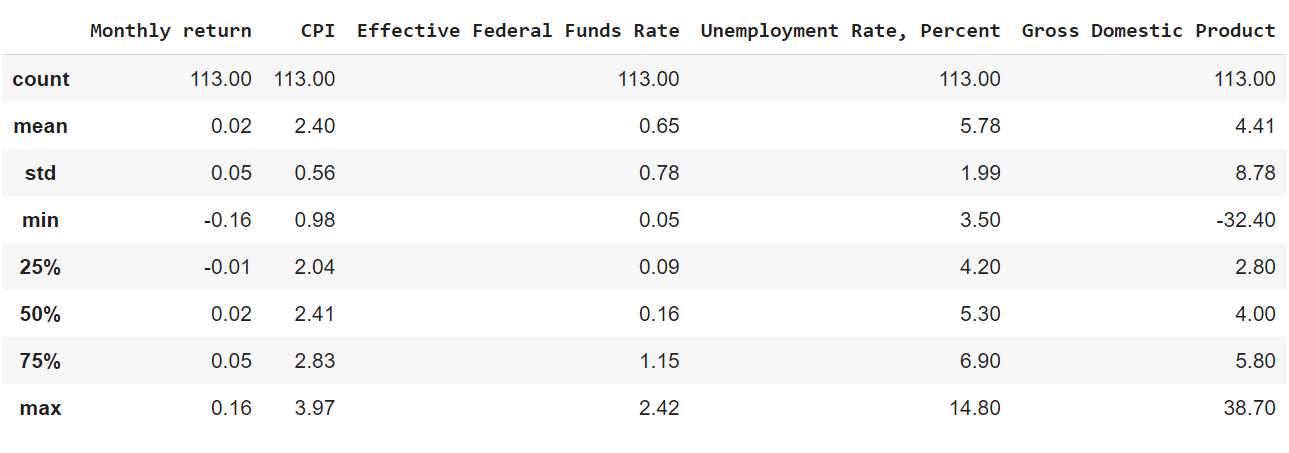 Monthly return CPI Effective Federal Funds Rate Unemployment Rate, Percent Gross Domestic Product
count 113.00 113.00 113.00 113.00 113.00
mean 0.02 2.40 0.65 5.78 4.41
std 0.05 0.56 0.78 1.99 8.78
min -0.16 0.98 0.05 3.50 -32.40
25% -0.01 2.04 0.09 4.20 2.80
50% 0.02 2.41 0.16 5.30 4.00
75% 0.05 2.83 1.15 6.90 5.80
max 0.16 3.97 2.42 14.80 38.70